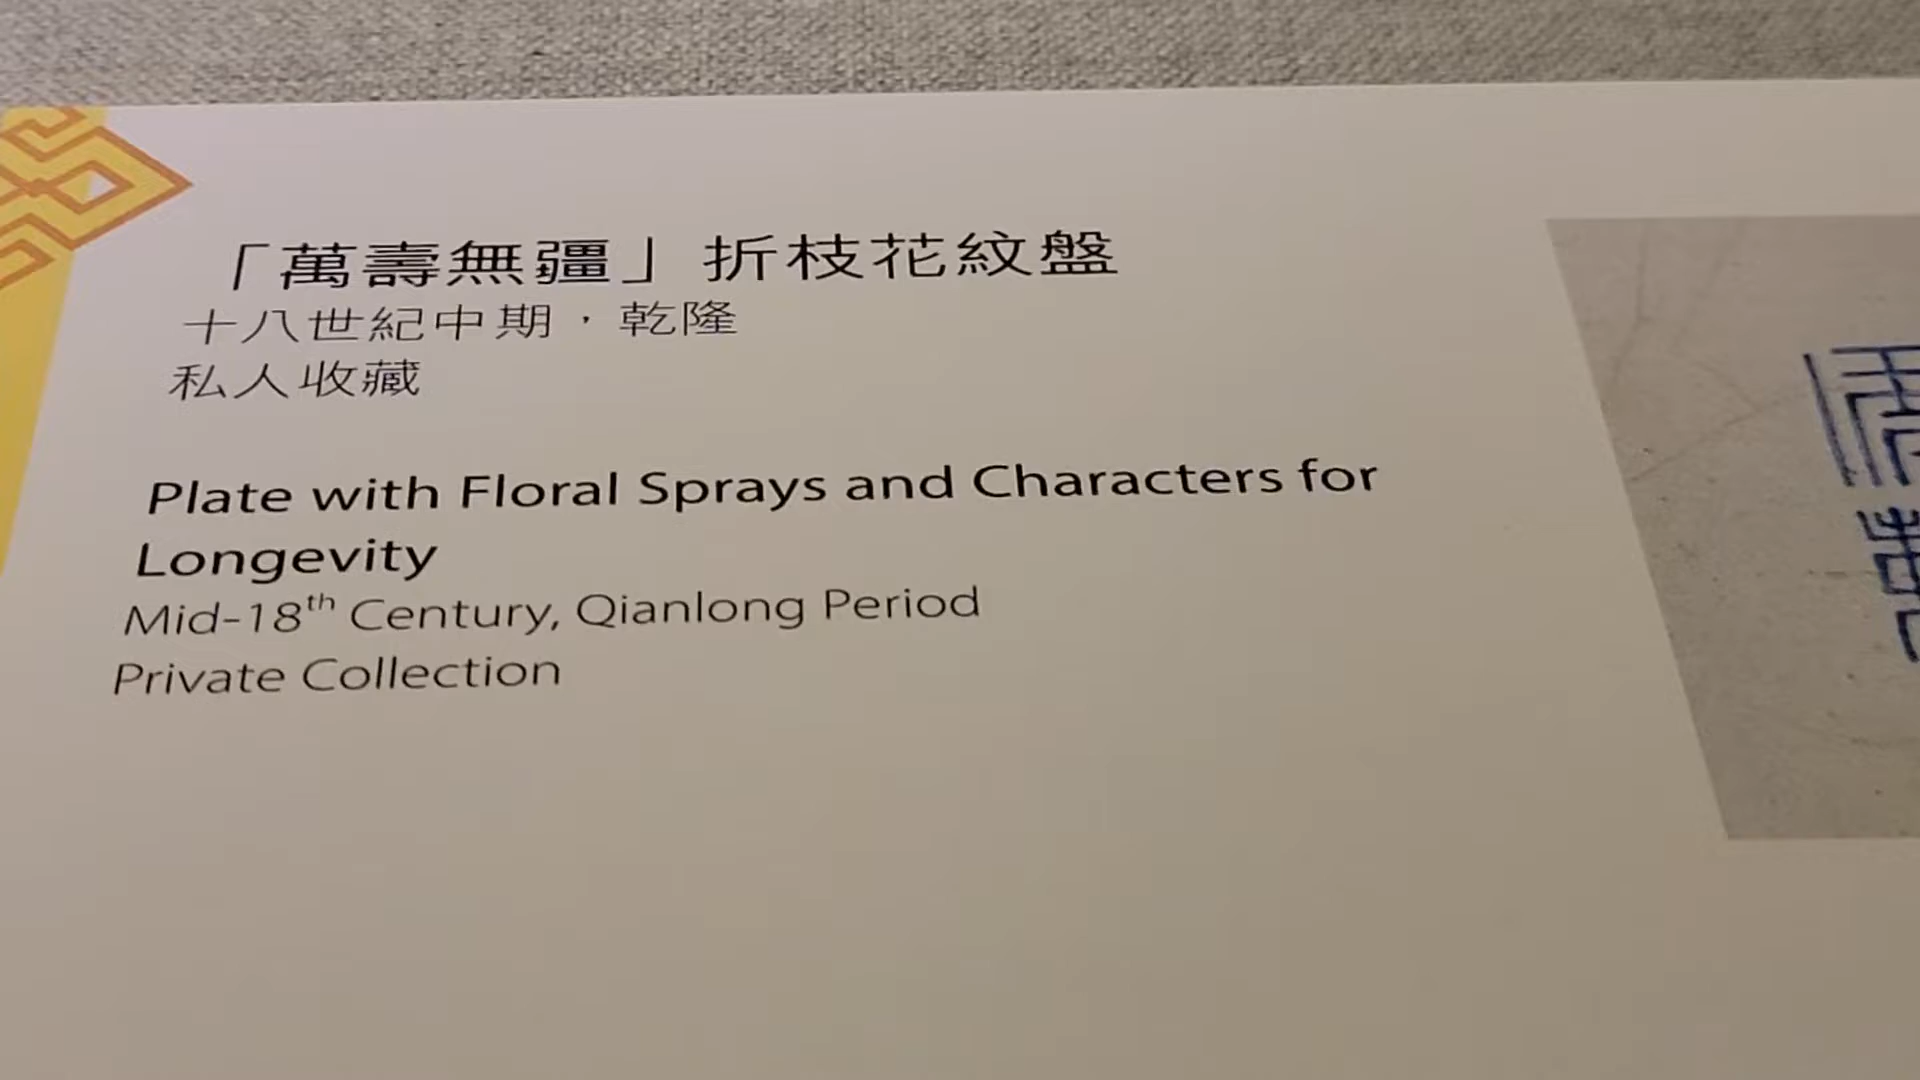 「萬壽無疆」折枝花紋盤
十八世紀中期，乾隆
私人收藏
Plate with Floral Sprays and Characters for
Longevity
Mid-18th Century, Qianlong Period
Private Collection